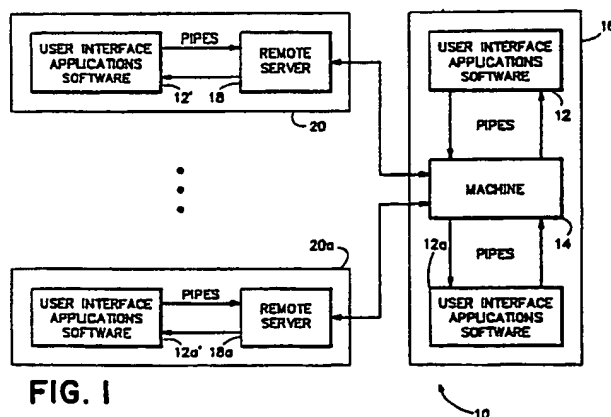 USER INTERFACE
APPLICATIONS
SOFTWARE
12'
PIPES
REMOTE
SERVER
18
20
USER INTERFACE
APPLICATIONS
SOFTWARE
12a'
PIPES
REMOTE
SERVER
18a
20a
16
USER INTERFACE
APPLICATIONS
SOFTWARE
12
PIPES
MACHINE
14
PIPES
12a
USER INTERFACE
APPLICATIONS
SOFTWARE
10
FIG. 1